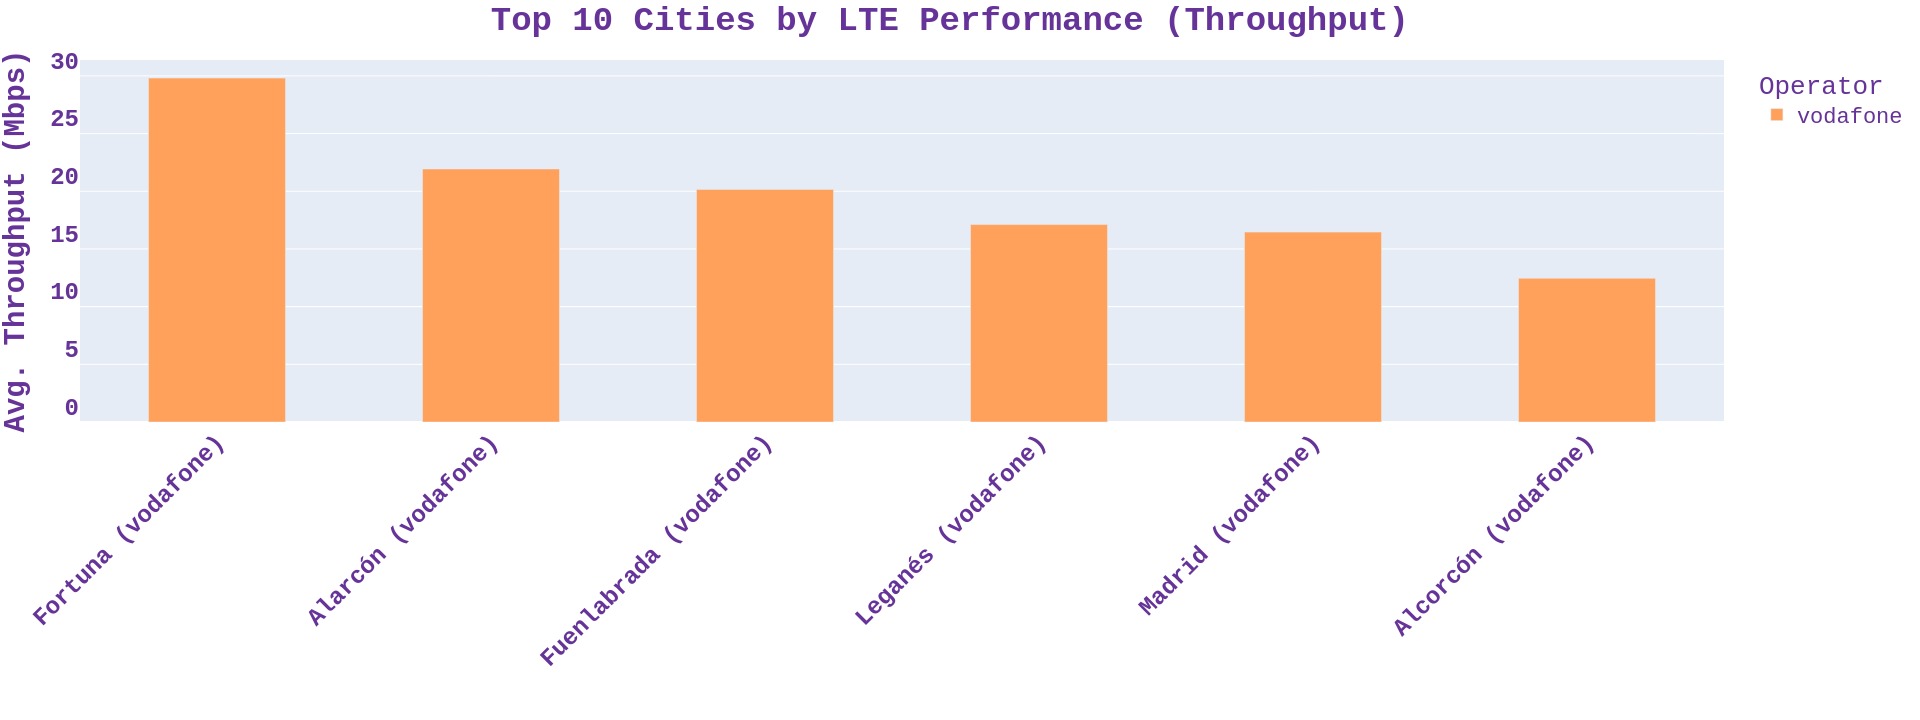 Top 10 Cities by LTE Performance (Throughput)
Avg. Throughput (Mbps)
30
25
20
15
10
5
0
Fortuna (vodafone)
Alarcón (vodafone)
Fuenlabrada (vodafone)
Leganés (vodafone)
Madrid (vodafone)
Alcorcón (vodafone)
Operator
vodafone